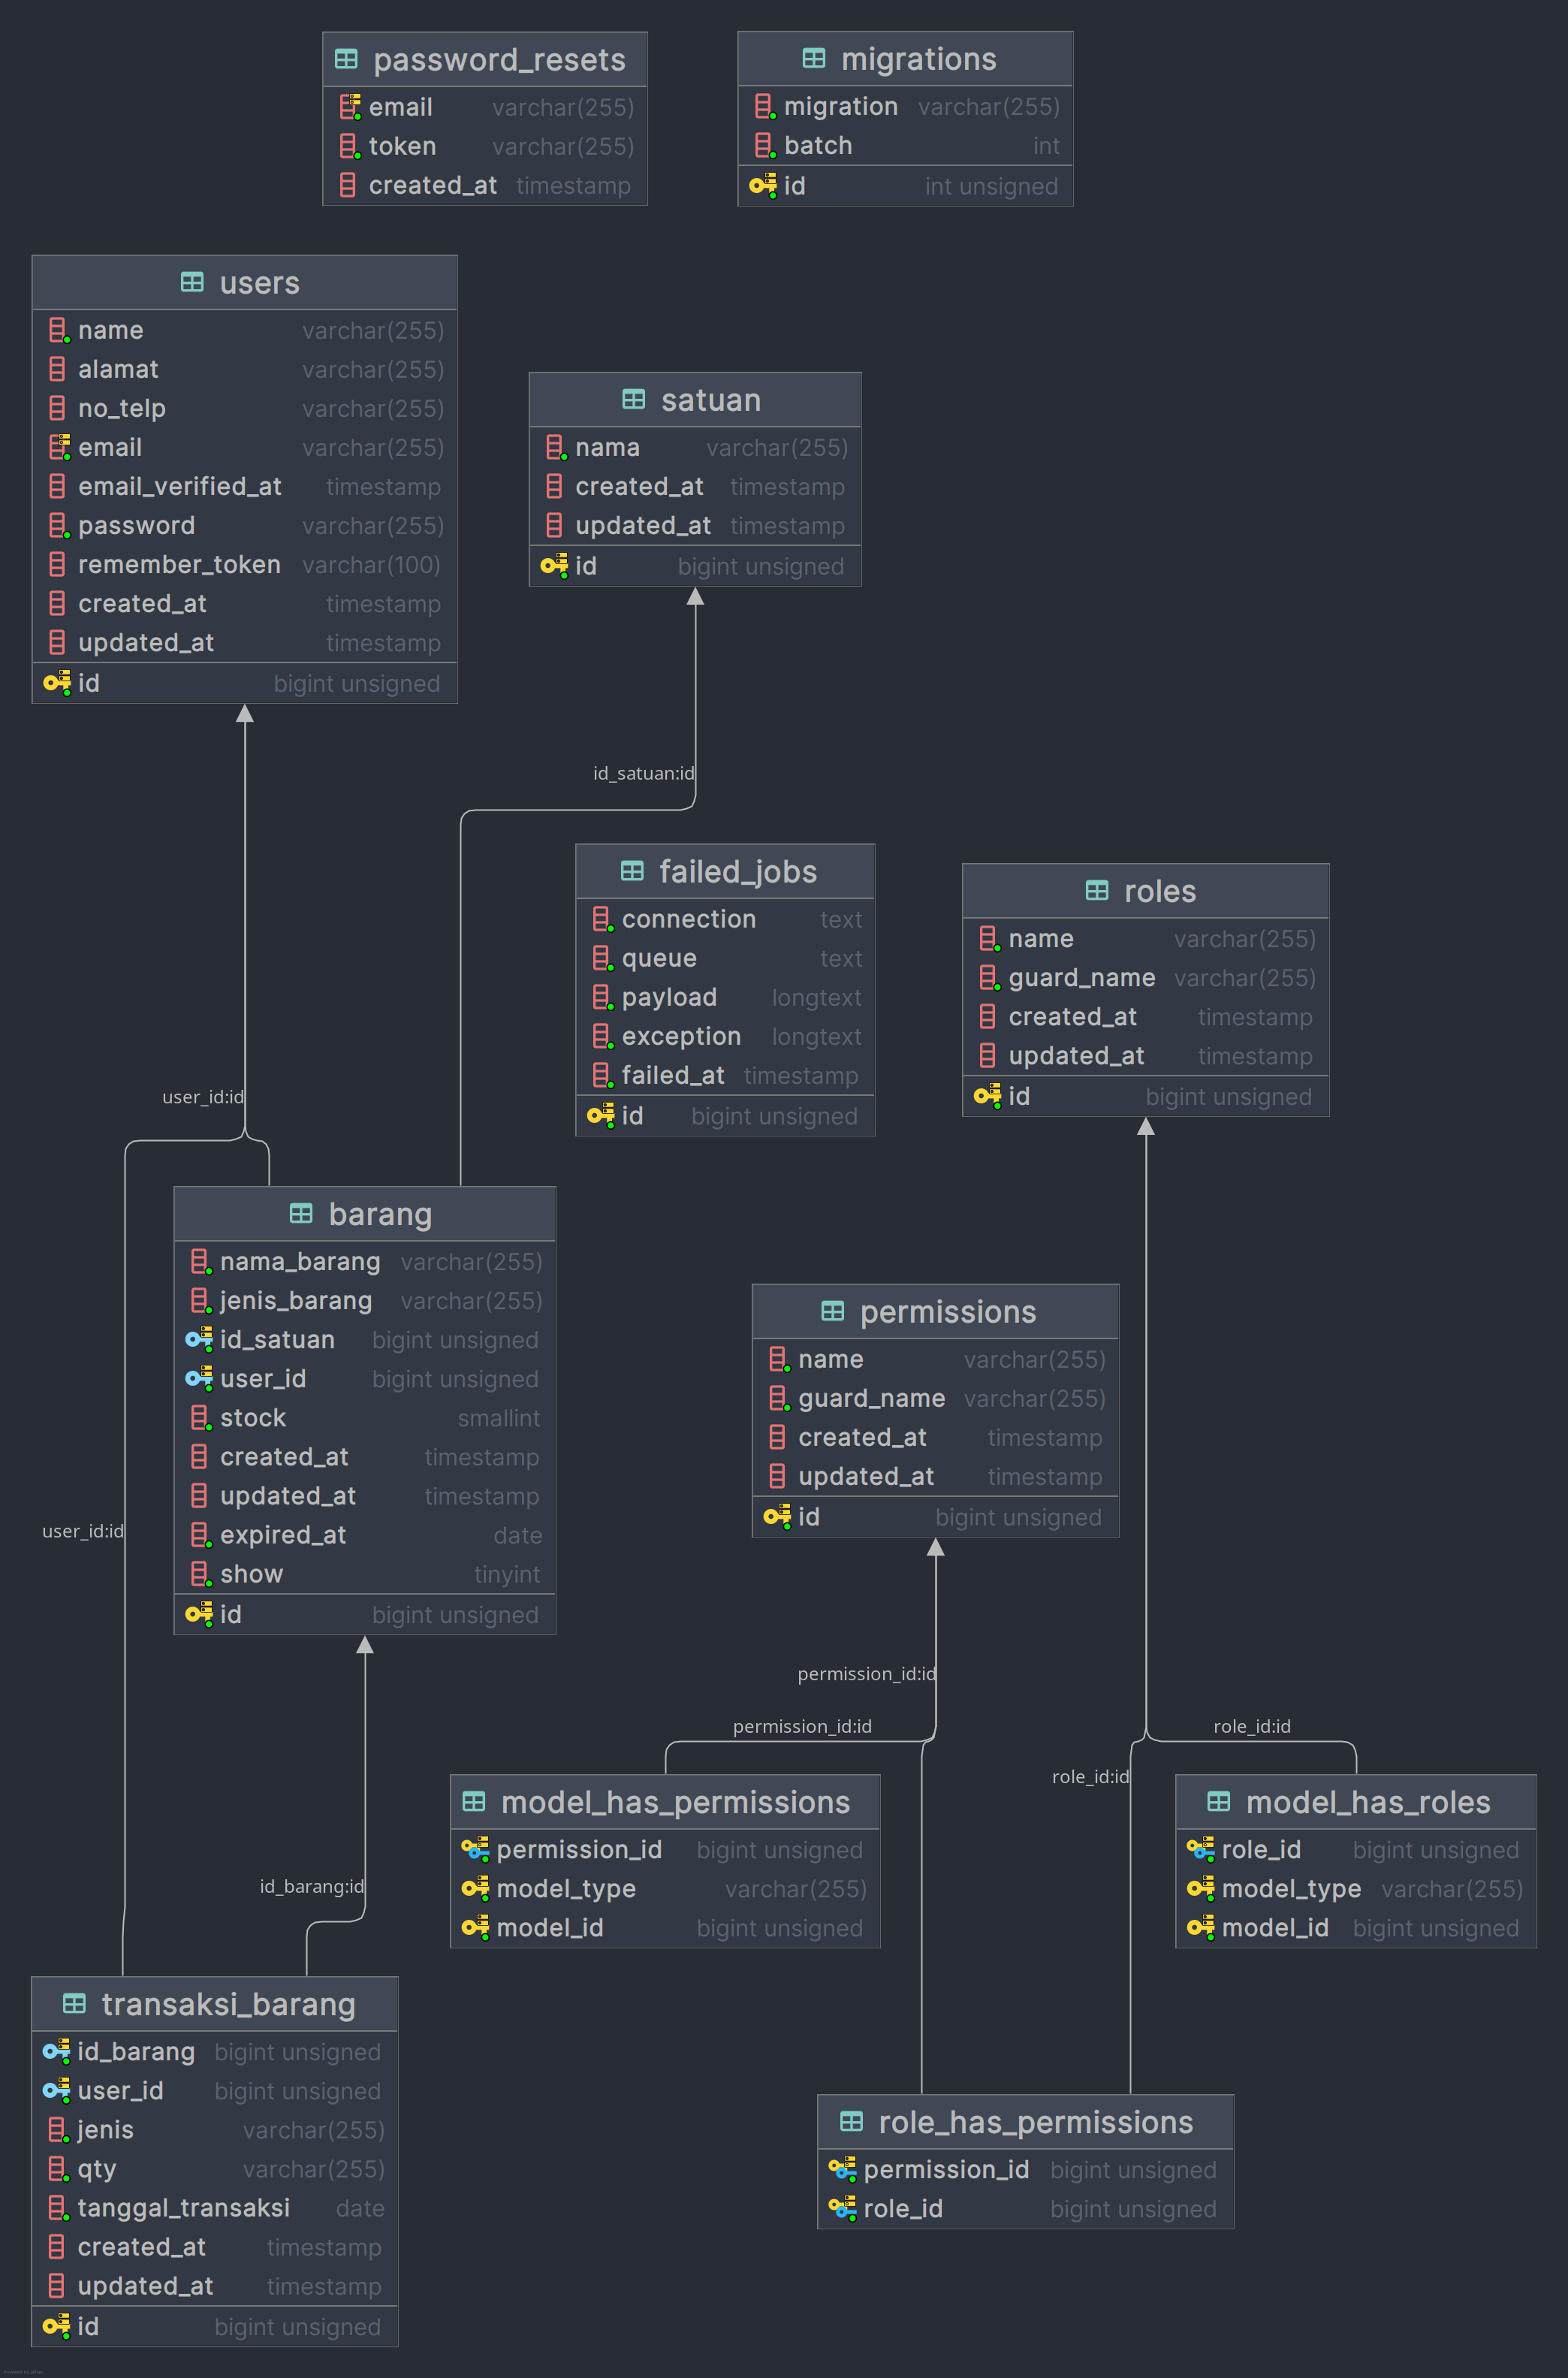 password_resets
email varchar(255)
token varchar(255)
created_at timestamp
migrations
migration varchar(255)
batch int
id int unsigned
users
name varchar(255)
alamat varchar(255)
no_telp varchar(255)
email varchar(255)
email_verified_at timestamp
password varchar(255)
remember_token varchar(100)
created_at timestamp
updated_at timestamp
id bigint unsigned
satuan
nama varchar(255)
created_at timestamp
updated_at timestamp
id bigint unsigned
id_satuan:id
failed_jobs
connection text
queue text
payload longtext
exception longtext
failed_at timestamp
id bigint unsigned
roles
name varchar(255)
guard_name varchar(255)
created_at timestamp
updated_at timestamp
id bigint unsigned
user_id:id
barang
nama_barang varchar(255)
jenis_barang varchar(255)
id_satuan bigint unsigned
user_id bigint unsigned
stock smallint
created_at timestamp
updated_at timestamp
expired_at date
show tinyint
id bigint unsigned
permissions
name varchar(255)
guard_name varchar(255)
created_at timestamp
updated_at timestamp
id bigint unsigned
user_id:id
permission_id:id
permission_id:id
role_id:id
role_id:id
model_has_permissions
permission_id bigint unsigned
model_type varchar(255)
model_id bigint unsigned
model_has_roles
role_id bigint unsigned
model_type varchar(255)
model_id bigint unsigned
id_barang:id
transaksi_barang
id_barang bigint unsigned
user_id bigint unsigned
jenis varchar(255)
qty varchar(255)
tanggal_transaksi date
created_at timestamp
updated_at timestamp
id bigint unsigned
role_has_permissions
permission_id bigint unsigned
role_id bigint unsigned
Powered by yFiles